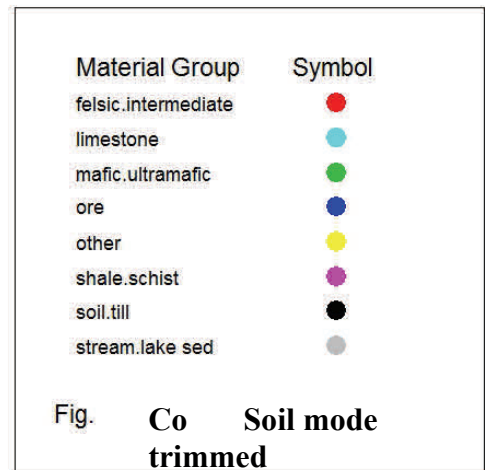 Material Group Symbol
felsic.intermediate
limestone
mafic.ultramafic
ore
other
shale.schist
soil.till
stream.lake sed
Fig. Co Soil mode
trimmed